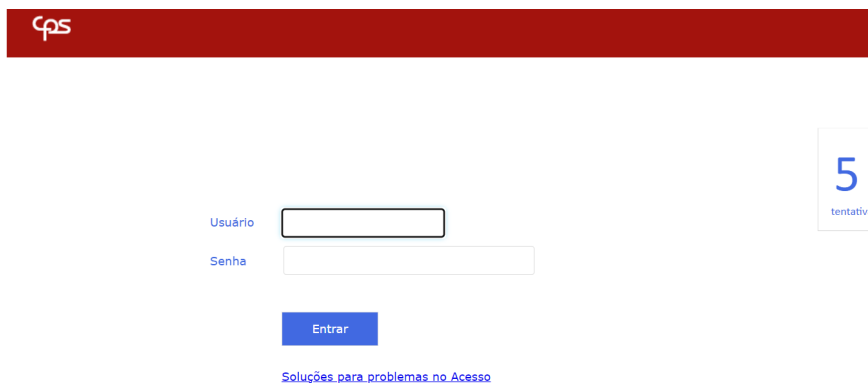 cps
5
tentativ
Usuário
Senha
Entrar
Soluções para problemas no Acesso